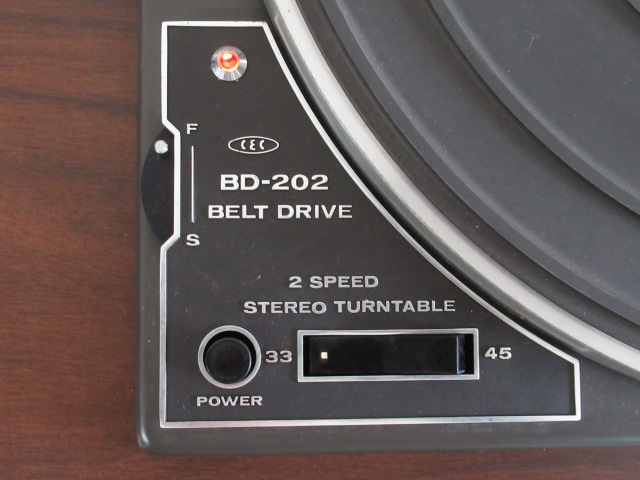 F
CEC
BD-202
BELT DRIVE
S
2 SPEED
STEREO TURNTABLE
33 45
POWER